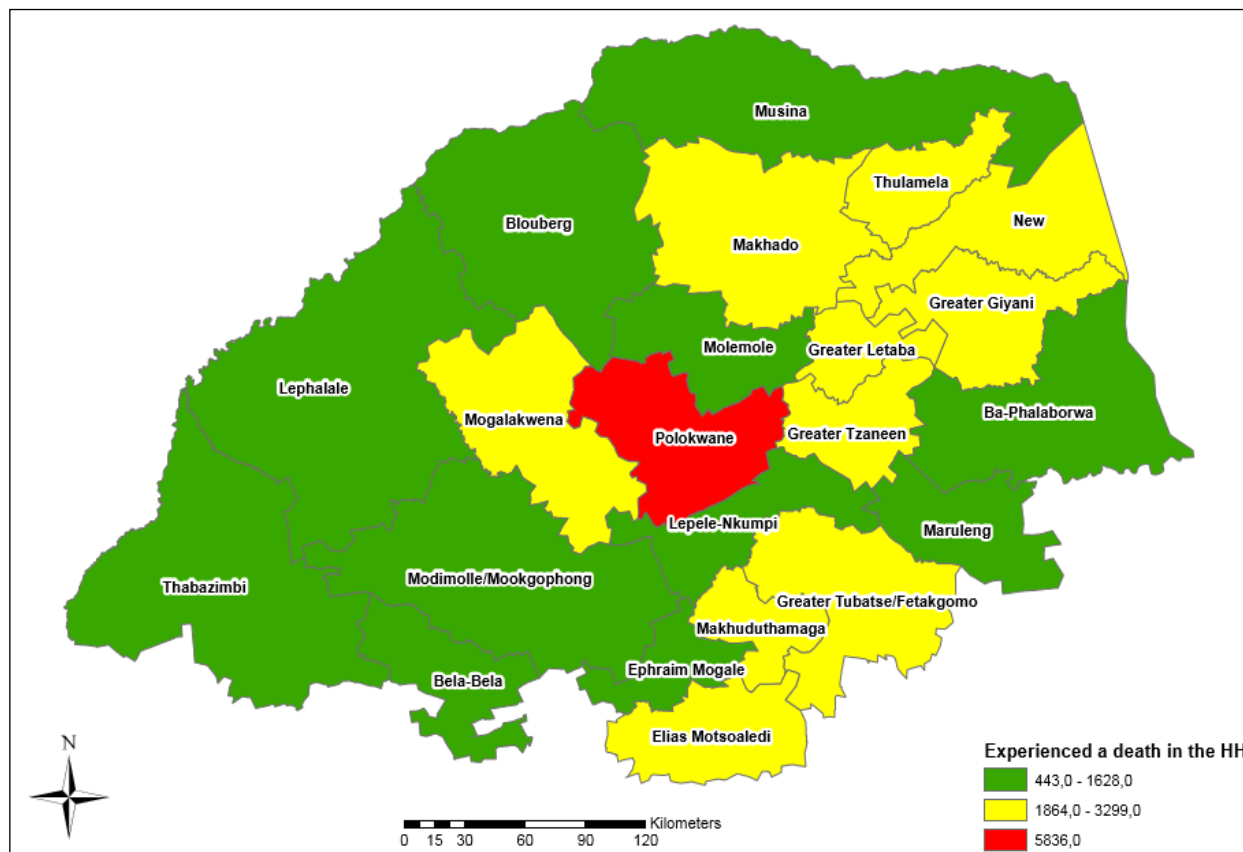 Musina
Thulamela
New
Blouberg
Makhado
Greater Giyani
Molemole
Greater Letaba
Lephalale
Ba-Phalaborwa
Mogalakwena
Polokwane
Greater Tzaneen
Lepele-Nkumpi
Maruleng
Modimolle/Mookgophong
Thabazimbi
Greater Tubatse/Fetakgomo
Makhuduthamaga
Ephraim Mogale
Bela-Bela
Elias Motsoaledi
N
Kilometers
0 15 30 60 90 120
Experienced a death in the HH
443,0 - 1628,0
1864,0 - 3299,0
5836,0